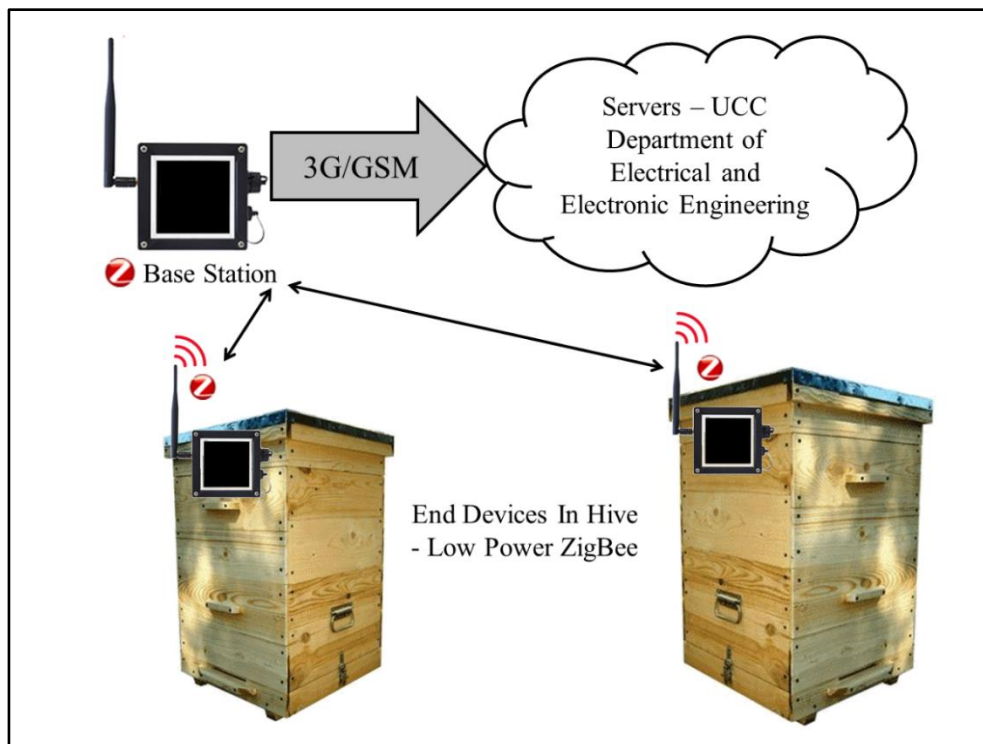 Servers – UCC
Department of
Electrical and
Electronic Engineering
3G/GSM
Base Station
End Devices In Hive
- Low Power ZigBee